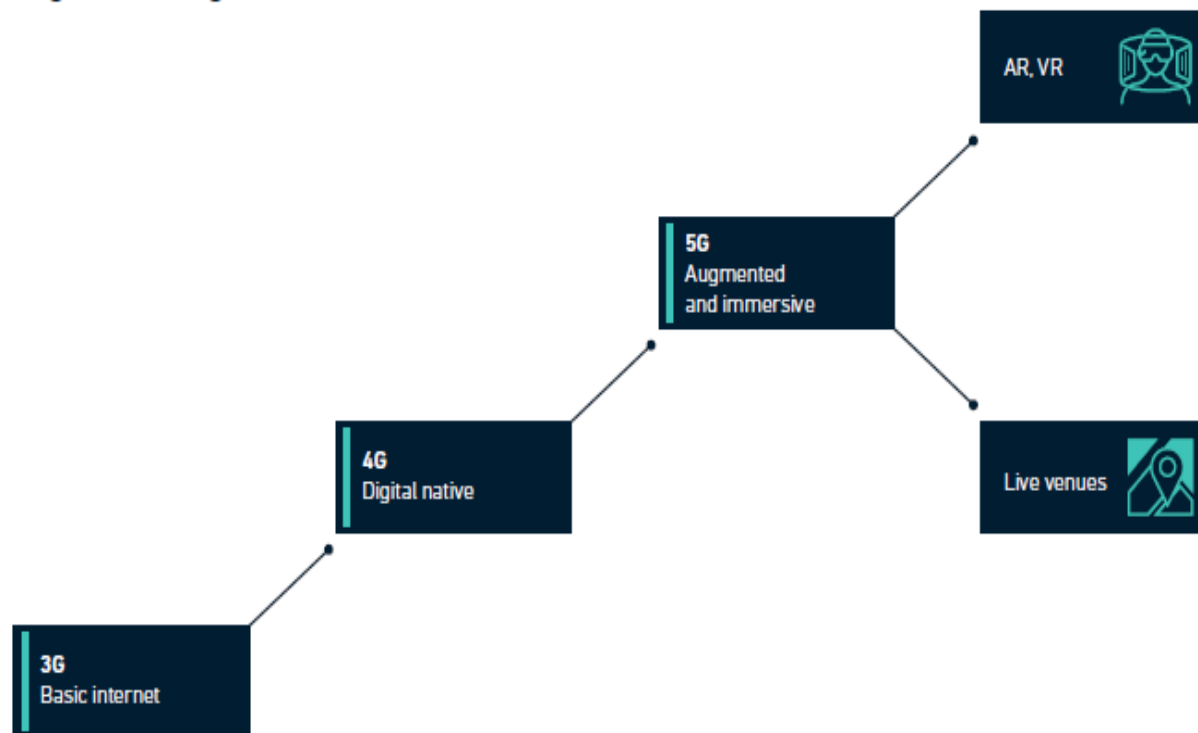 3G
Basic internet
4G
Digital native
5G
Augmented
and immersive
AR, VR
Live venues